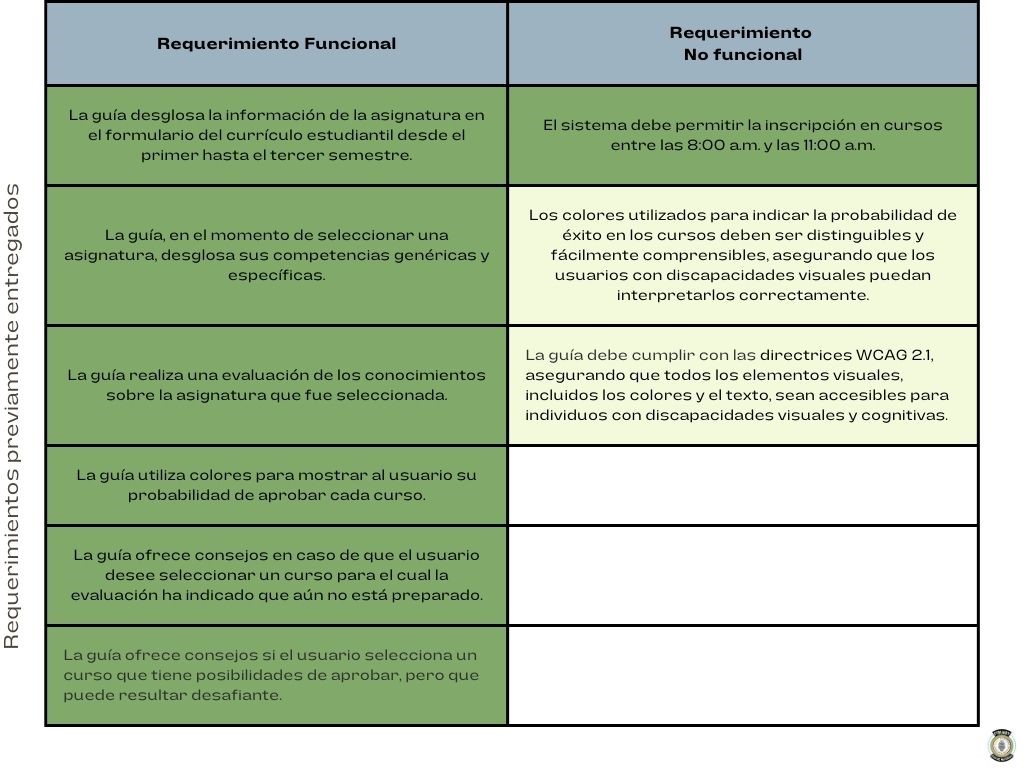 Requerimientos previamente entregados
Requerimiento Funcional
Requerimiento
No funcional
La guía desglosa la información de la asignatura en
el formulario del currículo estudiantil desde el
primer hasta el tercer semestre.
El sistema debe permitir la inscripción en cursos
entre las 8:00 a.m. y las 11:00 a.m.
La guía, en el momento de seleccionar una
asignatura, desglosa sus competencias genéricas y
específicas.
Los colores utilizados para indicar la probabilidad de
éxito en los cursos deben ser distinguibles y
fácilmente comprensibles, asegurando que los
usuarios con discapacidades visuales puedan
interpretarlos correctamente.
La guía realiza una evaluación de los conocimientos
sobre la asignatura que fue seleccionada.
La guía debe cumplir con las directrices WCAG 2.1,
asegurando que todos los elementos visuales,
incluidos los colores y el texto, sean accesibles para
individuos con discapacidades visuales y cognitivas.
La guía utiliza colores para mostrar al usuario su
probabilidad de aprobar cada curso.
La guía ofrece consejos en caso de que el usuario
desee seleccionar un curso para el cual la
evaluación ha indicado que aún no está preparado.
La guía ofrece consejos si el usuario selecciona un
curso que tiene posibilidades de aprobar, pero que
puede resultar desafiante.